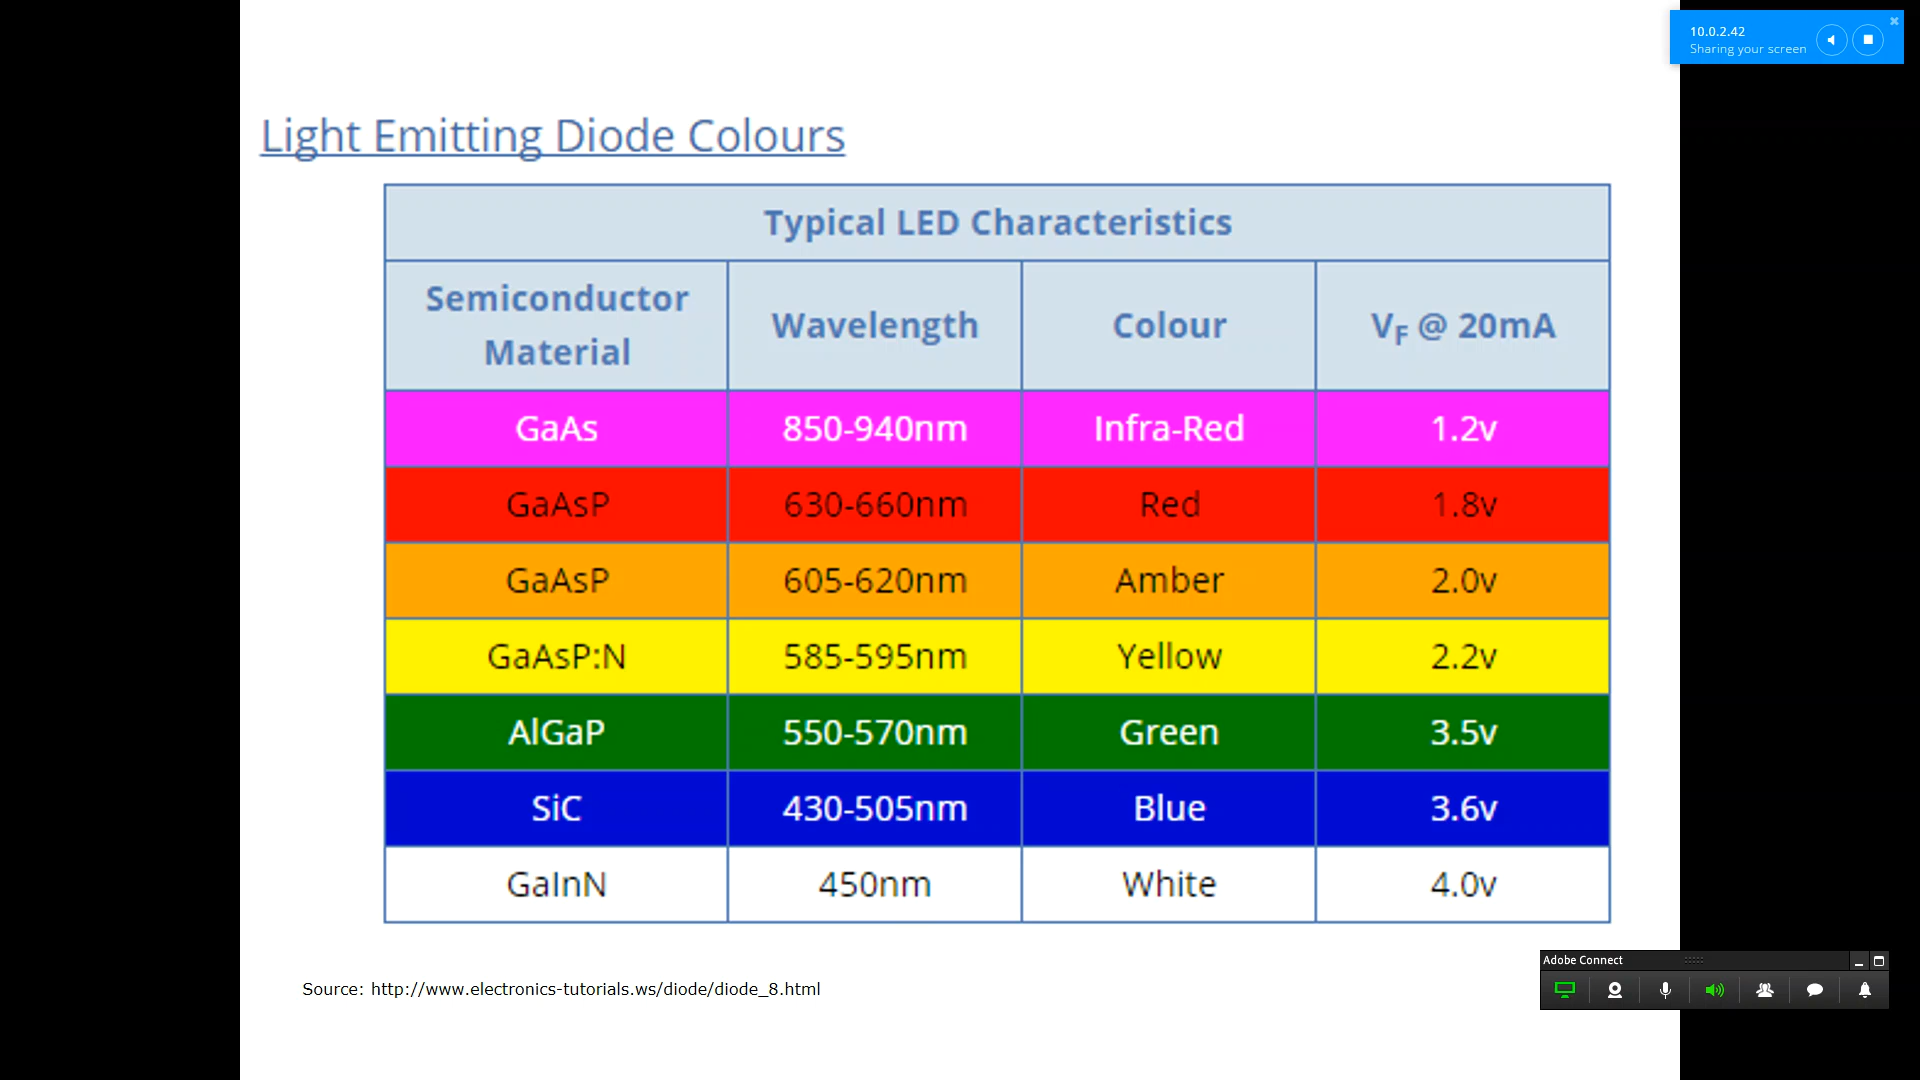 10.0.2.42
Sharing your screen
Light Emitting Diode Colours
Typical LED Characteristics
Semiconductor Material Wavelength Colour VF @ 20mA
GaAs 850-940nm Infra-Red 1.2v
GaAsP 630-660nm Red 1.8v
GaAsP 605-620nm Amber 2.0v
GaAsP:N 585-595nm Yellow 2.2v
AlGaP 550-570nm Green 3.5v
SiC 430-505nm Blue 3.6v
GaInN 450nm White 4.0v
Source: http://www.electronics-tutorials.ws/diode/diode_8.html
Adobe Connect